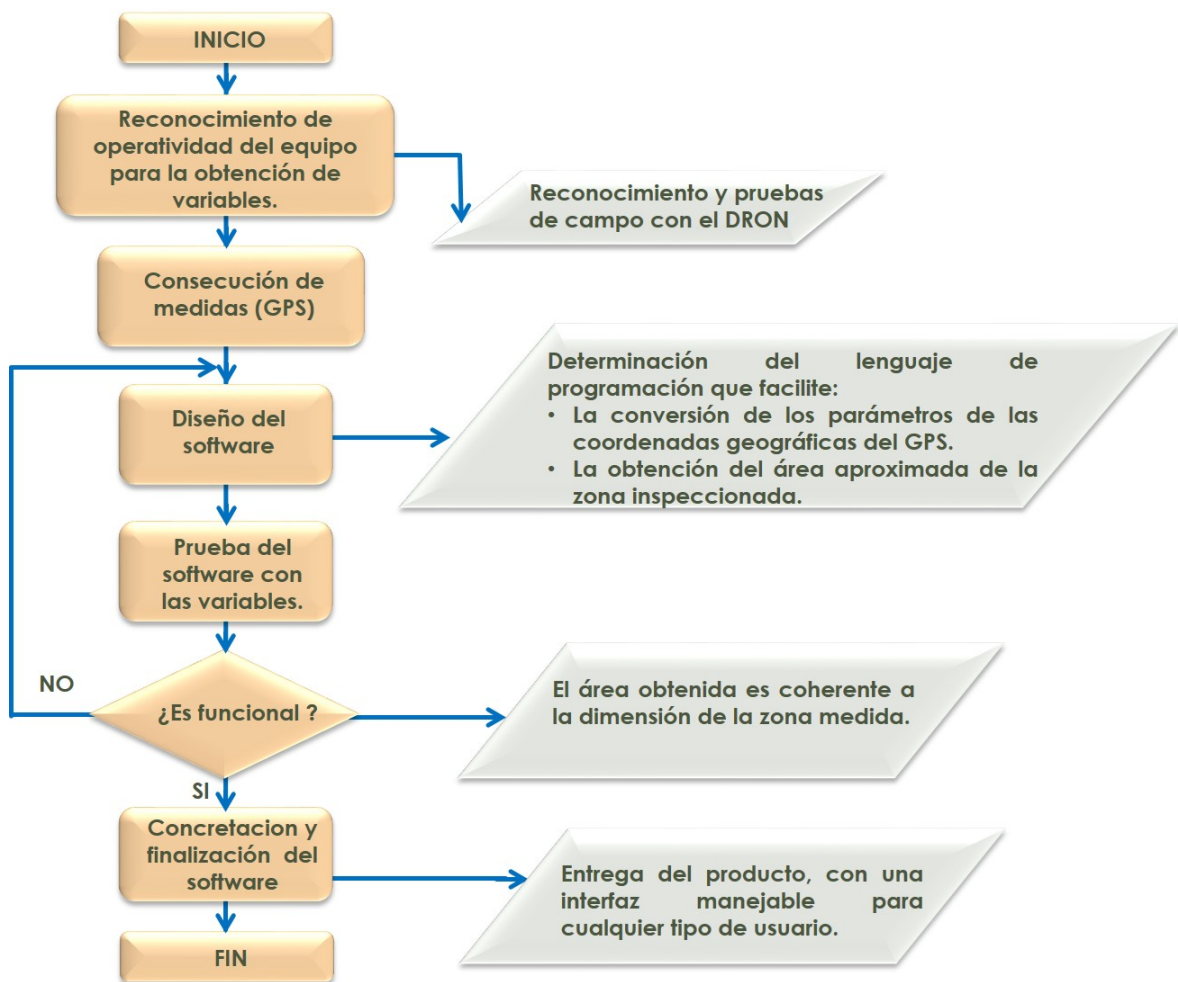 INICIO
Reconocimiento de
operatividad del equipo
para la obtención de
variables.
Reconocimiento y pruebas
de campo con el DRON
Consecución de
medidas (GPS)
Determinación del lenguaje de
programación que facilite:
• La conversión de los parámetros de las
coordenadas geográficas del GPS.
• La obtención del área aproximada de la
zona inspeccionada.
Diseño del
software
Prueba del
software con
las variables.
NO
¿Es funcional ?
El área obtenida es coherente a
la dimensión de la zona medida.
SI
Concretacion y
finalización del
software
Entrega del producto, con una
interfaz manejable para
cualquier tipo de usuario.
FIN